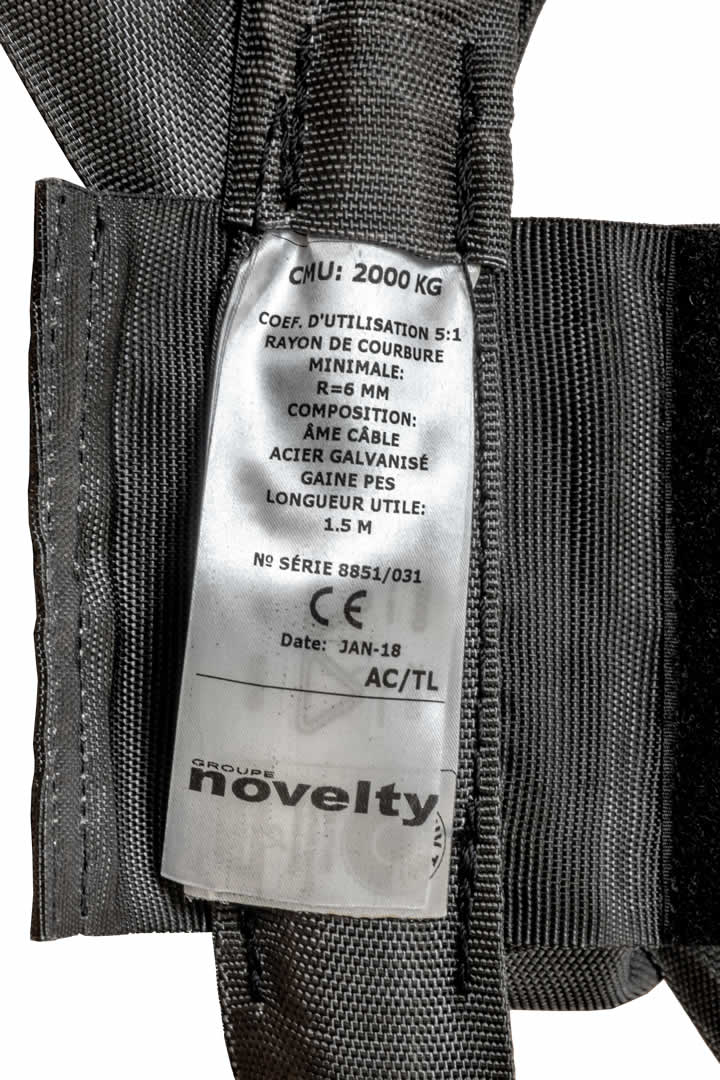 CMU: 2000 KG
COEF. D'UTILISATION 5:1
RAYON DE COURBURE
MINIMALE:
R=6 MM
COMPOSITION:
ÂME CÂBLE
ACIER GALVANISÉ
GAINE PES
LONGUEUR UTILE:
1.5 M
Nº SÉRIE 8851/031
CE
Date: JAN-18
AC/TL
GROUPE
novelty